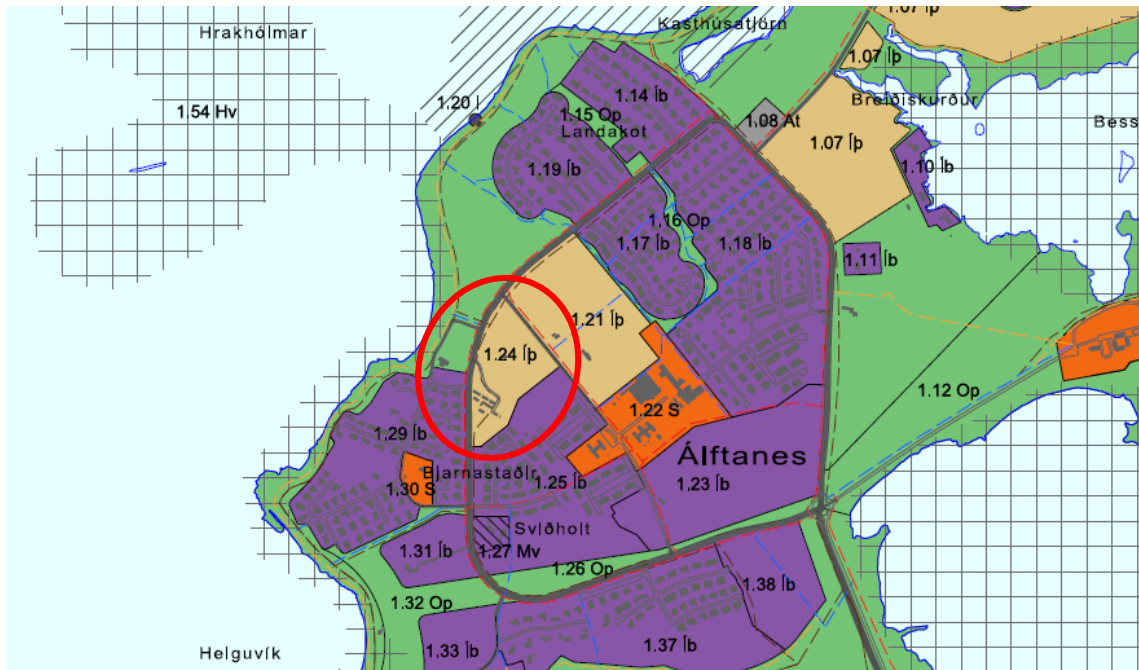 1.07 Íþ
Kasthúsatjörn
Hrakhólmar
1.07 Íþ
1.14 Íb
1.20
Breiðiskurður
1.54 Hv
1.15 Op
1.08 At
Bess
Landakot
1.07 Íþ
1.19 Íb
1.10 Íb
1.16 Op
1.17 Íb
1.18 Íb
1.11 Íb
1.21 Íþ
1.24 Íþ
1.12 Op
1.22 S
1.29 Íb
Álftanes
Bjarnastaðir
1.25 Íb
1.23 Íb
1.30 S
Svíðholt
1.31 Íb
1.27 Mv
1.26 Op
1.38 Íb
1.32 Op
1.37 Íb
1.33 Íb
Helguvík